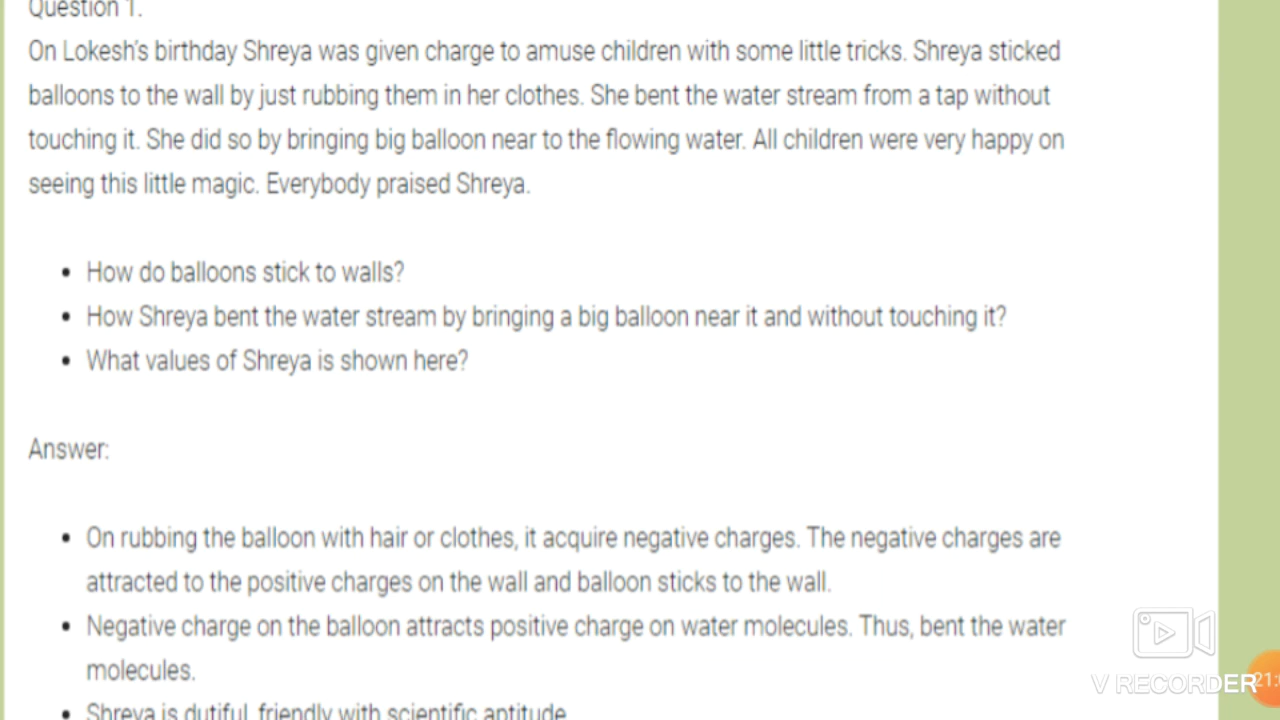 Question 1.
On Lokesh's birthday Shreya was given charge to amuse children with some little tricks. Shreya sticked
balloons to the wall by just rubbing them in her clothes. She bent the water stream from a tap without
touching it. She did so by bringing big balloon near to the flowing water. All children were very happy on
seeing this little magic. Everybody praised Shreya.
• How do balloons stick to walls?
• How Shreya bent the water stream by bringing a big balloon near it and without touching it?
• What values of Shreya is shown here?
Answer:
• On rubbing the balloon with hair or clothes, it acquire negative charges. The negative charges are
attracted to the positive charges on the wall and balloon sticks to the wall.
• Negative charge on the balloon attracts positive charge on water molecules. Thus, bent the water
molecules.
• Shreya is dutiful, friendly with scientific aptitude
V RECORDER